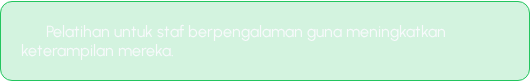 Pelatihan untuk staf berpengalaman guna meningkatkan
keterampilan mereka.